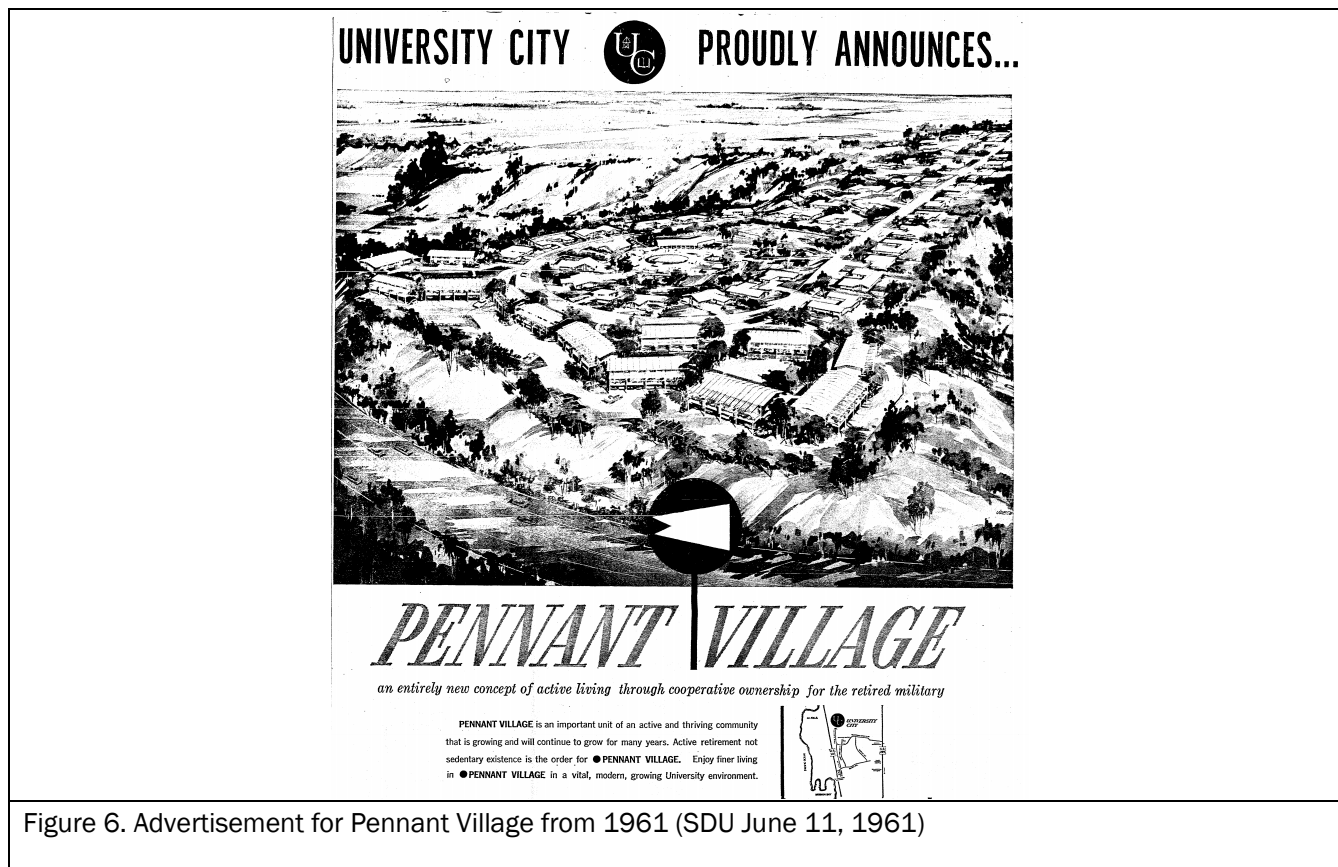 UNIVERSITY CITY UC PROUDLY ANNOUNCES...
PENNANT VILLAGE
an entirely new concept of active living through cooperative ownership for the retired military
PENNANT VILLAGE is an important unit of an active and thriving community
that is growing and will continue to grow for many years. Active retirement not
sedentary existence is the order for ●PENNANT VILLAGE. Enjoy finer living
in ●PENNANT VILLAGE in a vital, modern, growing University environment.
UNIVERSITY
CITY
Figure 6. Advertisement for Pennant Village from 1961 (SDU June 11, 1961)